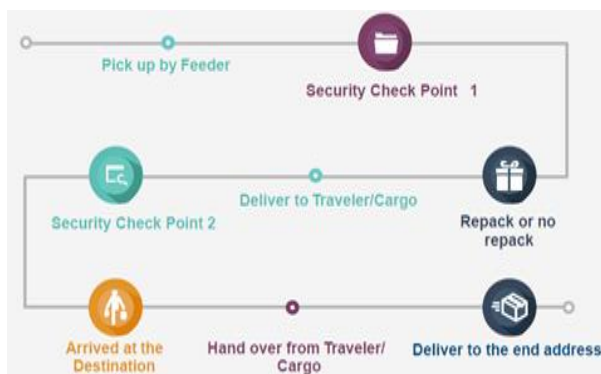 Pick up by Feeder
Security Check Point 1
Repack or no
repack
Deliver to Traveler/Cargo
Security Check Point 2
Arrived at the
Destination
Hand over from Traveler/
Cargo
Deliver to the end address